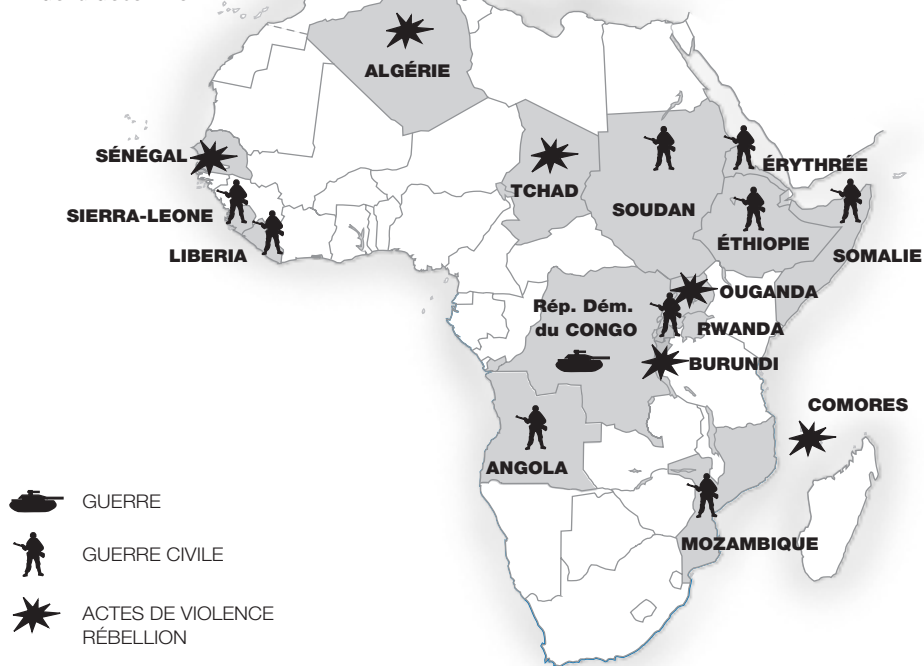 ALGÉRIE
SÉNÉGAL
TCHAD
ÉRYTHRÉE
SIERRA-LEONE
SOUDAN
ÉTHIOPIE
LIBERIA
SOMALIE
OUGANDA
Rép. Dém.
du CONGO
RWANDA
BURUNDI
COMORES
ANGOLA
MOZAMBIQUE
GUERRE
GUERRE CIVILE
ACTES DE VIOLENCE
RÉBELLION